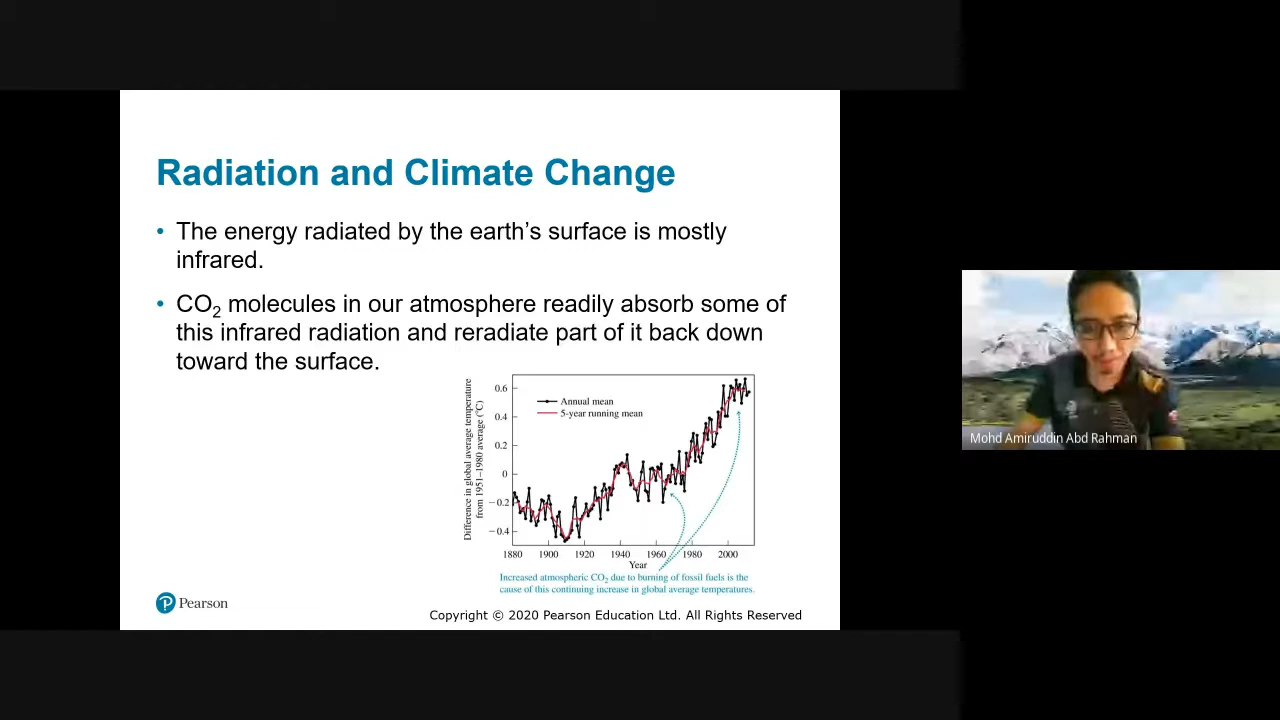 Radiation and Climate Change
• The energy radiated by the earth’s surface is mostly
infrared.
• CO₂ molecules in our atmosphere readily absorb some of
this infrared radiation and reradiate part of it back down
toward the surface.
Difference in global average temperature
from 1951–1980 average (°C)
0.6
0.4
0.2
0
−0.2
−0.4
Annual mean
5-year running mean
1880 1900 1920 1940 1960 1980 2000
Year
Increased atmospheric CO₂ due to burning of fossil fuels is the
cause of this continuing increase in global average temperatures.
P Pearson
Copyright © 2020 Pearson Education Ltd. All Rights Reserved
Mohd Amiruddin Abd Rahman